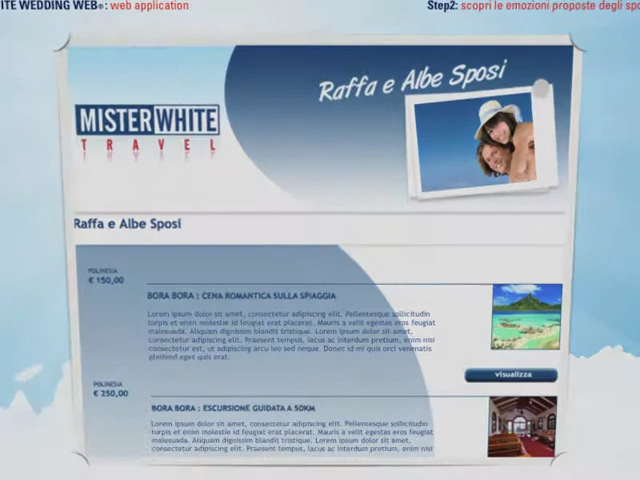 ITE WEDDING WEB®: web application
Step2: scopri le emozioni proposte degli spo
Raffa e Albe Sposi
MISTER WHITE
TRAVEL
Raffa e Albe Sposi
POLINESIA
€ 150,00
BORA BORA : CENA ROMANTICA SULLA SPIAGGIA
Lorem ipsum dolor sit amet, consectetur adipiscing elit. Pellentesque sollicitudin
turpis et enim molestie id feugiat erat placerat. Mauris a velit egestas eros feugiat
malesuada. Aliquam dignissim blandit tristique. Lorem ipsum dolor sit amet,
consectetur adipiscing elit. Praesent tempus, lacus ac interdum pretium, enim nisi
consectetur est, ut adipiscing arcu leo sed neque. Donec id mi quis orci venenatis
eleifend eget quis erat.
visualizza
POLINESIA
€ 250,00
BORA BORA : ESCURSIONE GUIDATA A 50KM
Lorem ipsum dolor sit amet, consectetur adipiscing elit. Pellentesque sollicitudin
turpis et enim molestie id feugiat erat placerat. Mauris a velit egestas eros feugiat
malesuada. Aliquam dignissim blandit tristique. Lorem ipsum dolor sit amet,
consectetur adipiscing elit. Praesent tempus, lacus ac interdum pretium, enim nisi